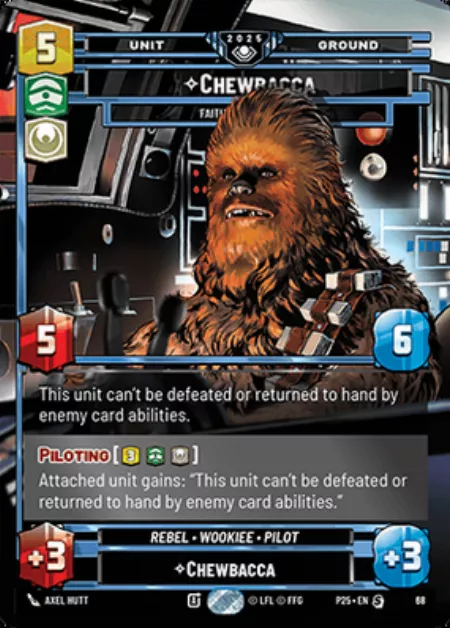 5
UNIT
2025
GROUND
CHEWBACCA
5
6
This unit can't be defeated or returned to hand by
enemy card abilities.
PILOTING [3]
Attached unit gains: "This unit can't be defeated or
returned to hand by enemy card abilities."
+3
REBEL • WOOKIEE • PILOT
+3
CHEWBACCA
AXEL HUTT
© LFL © FFG
P25 • EN
68